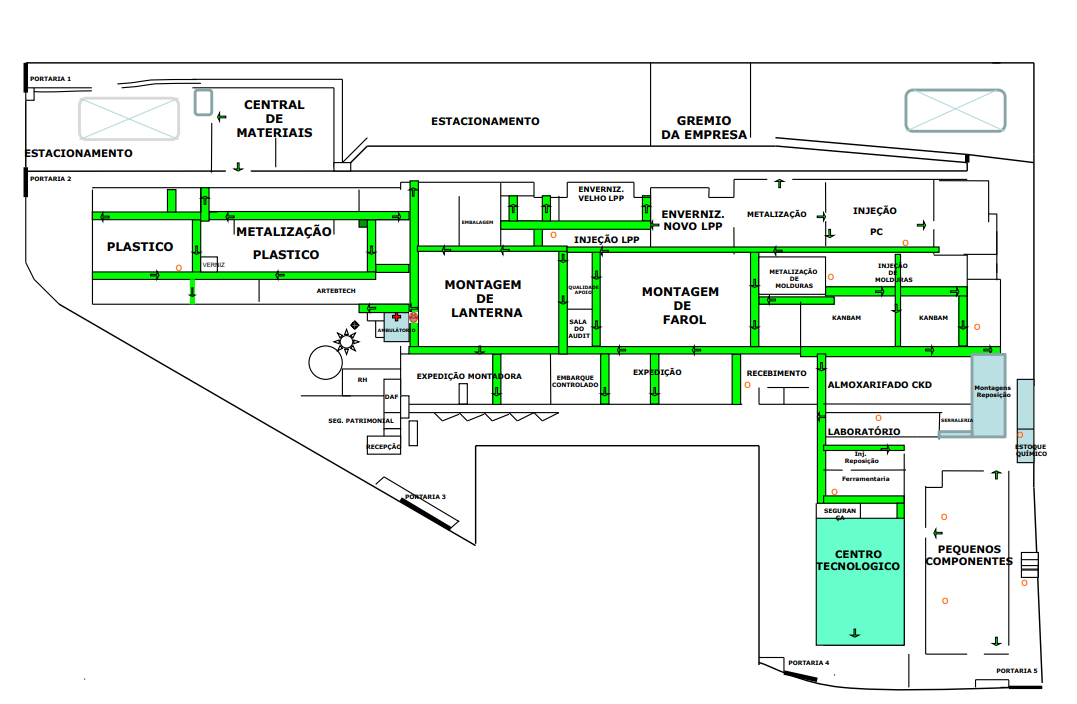 PORTARIA 1
CENTRAL
DE
MATERIAIS
ESTACIONAMENTO
GREMIO
DA EMPRESA
ESTACIONAMENTO
PORTARIA 2
ENVERNIZ.
VELHO LPP
EMBALAGEM
ENVERNIZ.
NOVO LPP
METALIZAÇÃO
INJEÇÃO
PC
METALIZAÇÃO
PLASTICO
PLASTICO
INJEÇÃO LPP
VERNIZ
METALIZAÇÃO
DE
MOLDURAS
INJEÇÃO
DE
MOLDURAS
ARTEBTECH
MONTAGEM
DE
LANTERNA
QUALIDADE
APOIO
MONTAGEM
DE
FAROL
SALA
DO
AUDIT
KANBAM
KANBAM
AMBULATÓRIO
RH
EXPEDIÇÃO MONTADORA
EMBARQUE
CONTROLADO
EXPEDIÇÃO
RECEBIMENTO
ALMOXARIFADO CKD
Montagens
Reposição
DAF
SEG. PATRIMONIAL
SERRALERIA
LABORATÓRIO
RECEPÇÃO
ESTOQUE
QUÍMICO
Inj.
Reposição
Ferramentaria
PORTARIA 3
SEGURAN
ÇA
CENTRO
TECNOLOGICO
PEQUENOS
COMPONENTES
PORTARIA 4
PORTARIA 5